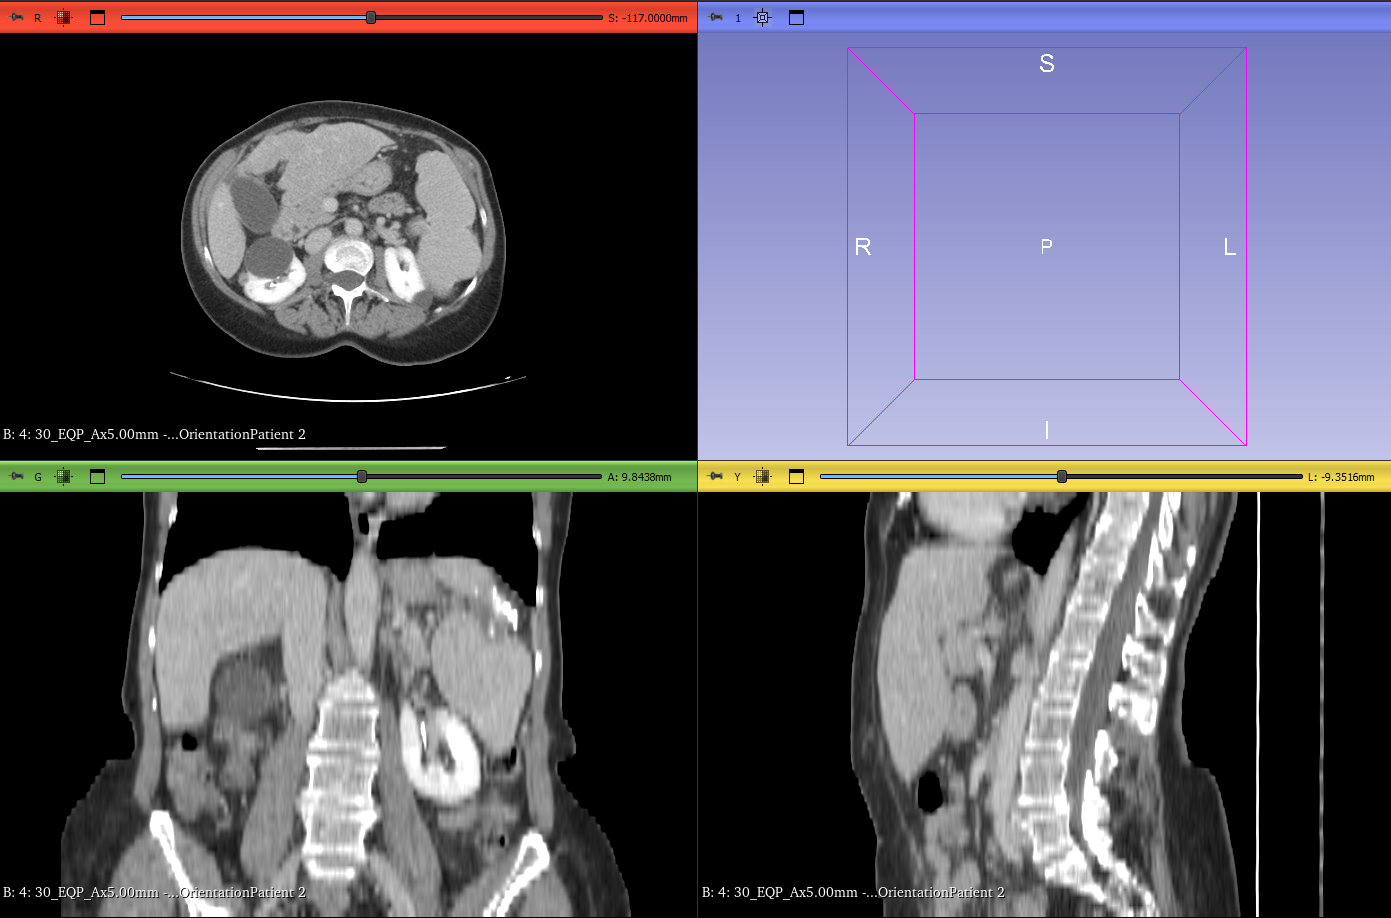 R S: -117.0000mm
1
S
R P L
I
B: 4: 30_EQP_Ax5.00mm -...OrientationPatient 2
G A: 9.8438mm
Y L: -9.3516mm
B: 4: 30_EQP_Ax5.00mm -...OrientationPatient 2
B: 4: 30_EQP_Ax5.00mm -...OrientationPatient 2